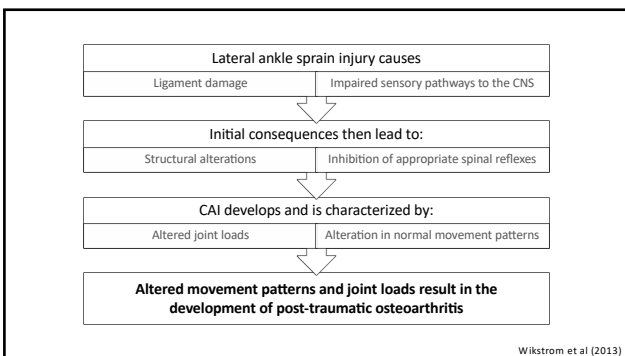 Lateral ankle sprain injury causes
Ligament damage
Impaired sensory pathways to the CNS
Initial consequences then lead to:
Structural alterations
Inhibition of appropriate spinal reflexes
CAI develops and is characterized by:
Altered joint loads
Alteration in normal movement patterns
Altered movement patterns and joint loads result in the
development of post-traumatic osteoarthritis
Wikstrom et al (2013)